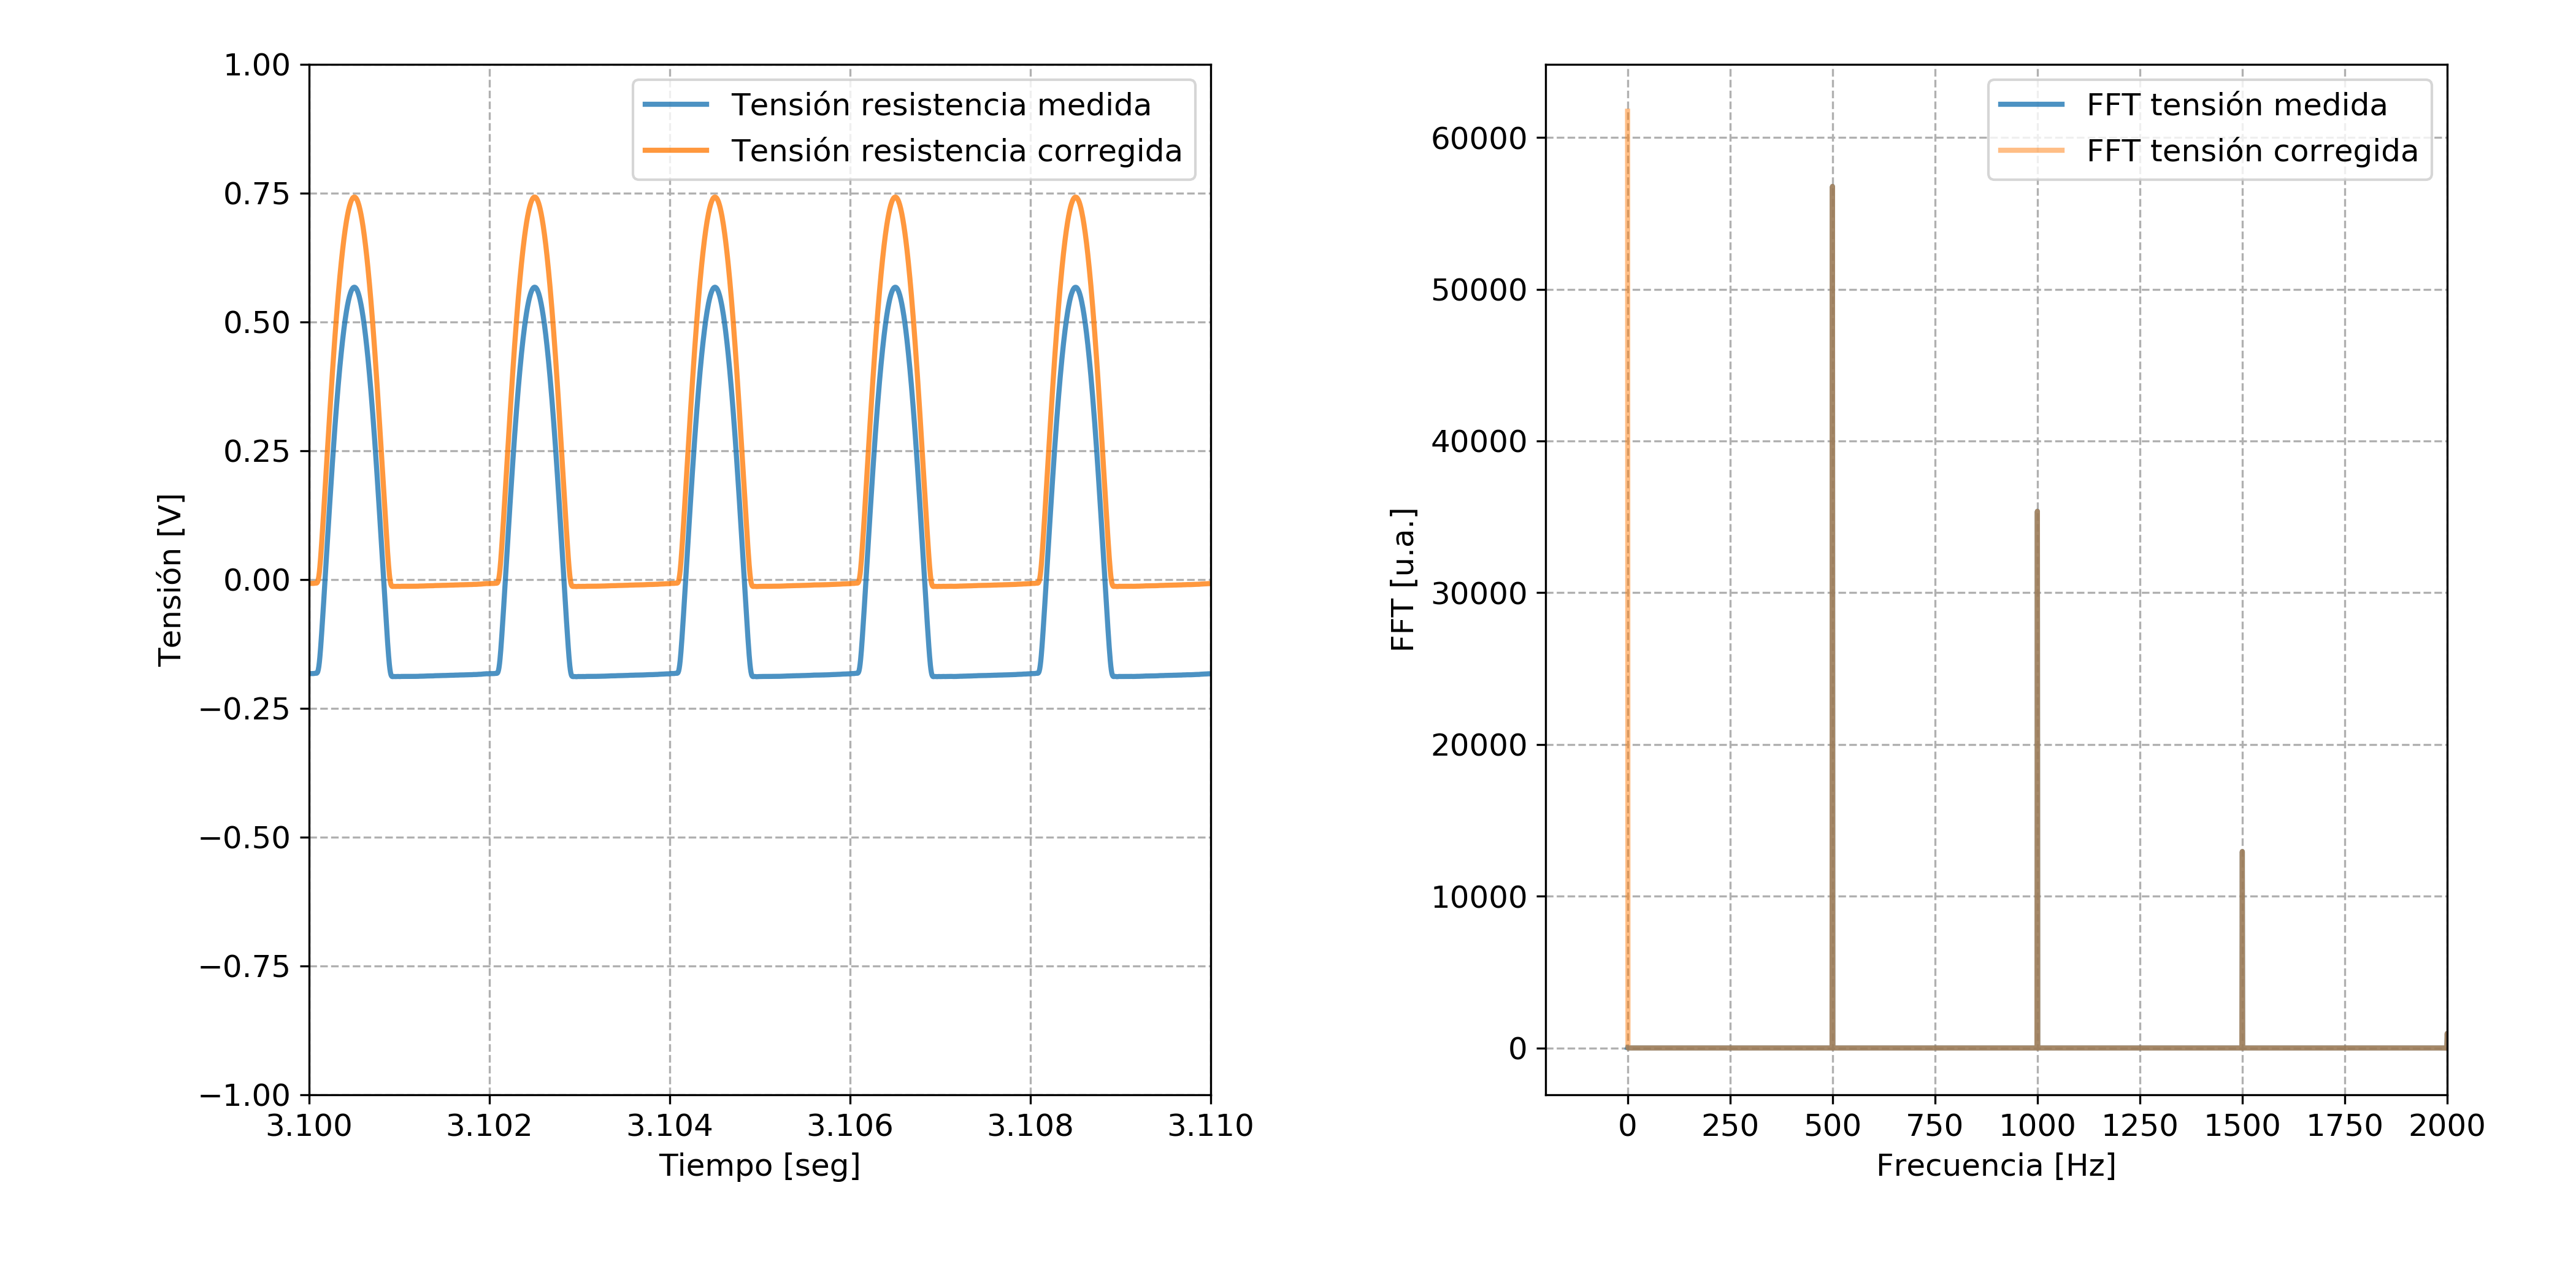 Tensión resistencia medida
Tensión resistencia corregida
1.00
0.75
0.50
0.25
0.00
−0.25
−0.50
−0.75
−1.00
Tensión [V]
3.100 3.102 3.104 3.106 3.108 3.110
Tiempo [seg]
FFT tensión medida
FFT tensión corregida
60000
50000
40000
30000
20000
10000
0
FFT [u.a.]
0 250 500 750 1000 1250 1500 1750 2000
Frecuencia [Hz]